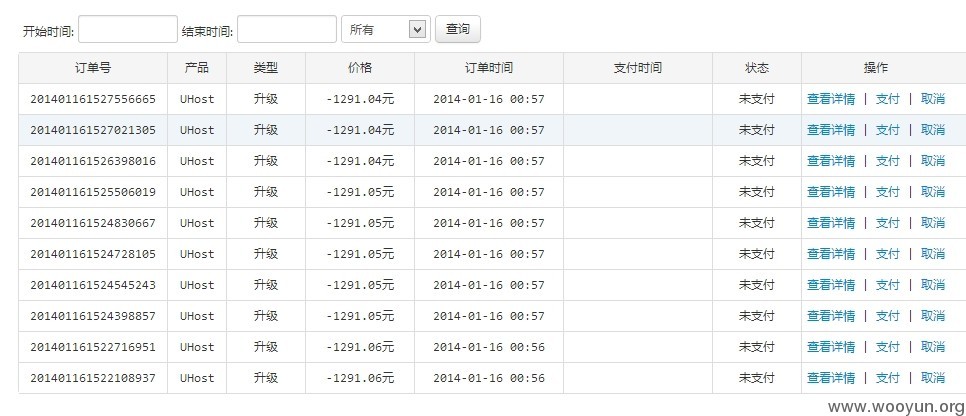 开始时间: 结束时间: 所有 查询
订单号 产品 类型 价格 订单时间 支付时间 状态 操作
201401161527556665 UHost 升级 -1291.04元 2014-01-16 00:57 未支付 查看详情 | 支付 | 取消
201401161527021305 UHost 升级 -1291.04元 2014-01-16 00:57 未支付 查看详情 | 支付 | 取消
201401161526398016 UHost 升级 -1291.04元 2014-01-16 00:57 未支付 查看详情 | 支付 | 取消
201401161525506019 UHost 升级 -1291.05元 2014-01-16 00:57 未支付 查看详情 | 支付 | 取消
201401161524830667 UHost 升级 -1291.05元 2014-01-16 00:57 未支付 查看详情 | 支付 | 取消
201401161524728105 UHost 升级 -1291.05元 2014-01-16 00:57 未支付 查看详情 | 支付 | 取消
201401161524545243 UHost 升级 -1291.05元 2014-01-16 00:57 未支付 查看详情 | 支付 | 取消
201401161524398857 UHost 升级 -1291.05元 2014-01-16 00:57 未支付 查看详情 | 支付 | 取消
201401161522716951 UHost 升级 -1291.06元 2014-01-16 00:56 未支付 查看详情 | 支付 | 取消
201401161522108937 UHost 升级 -1291.06元 2014-01-16 00:56 未支付 查看详情 | 支付 | 取消
www.wooyun.org